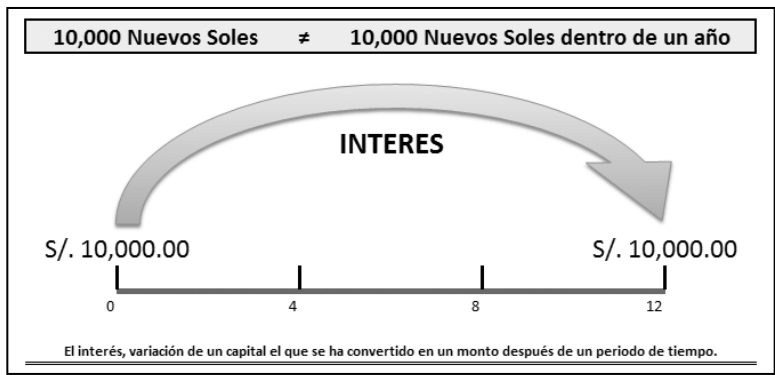 10,000 Nuevos Soles ≠ 10,000 Nuevos Soles dentro de un año
INTERES
S/. 10,000.00 S/. 10,000.00
0 4 8 12
El interés, variación de un capital el que se ha convertido en un monto después de un periodo de tiempo.